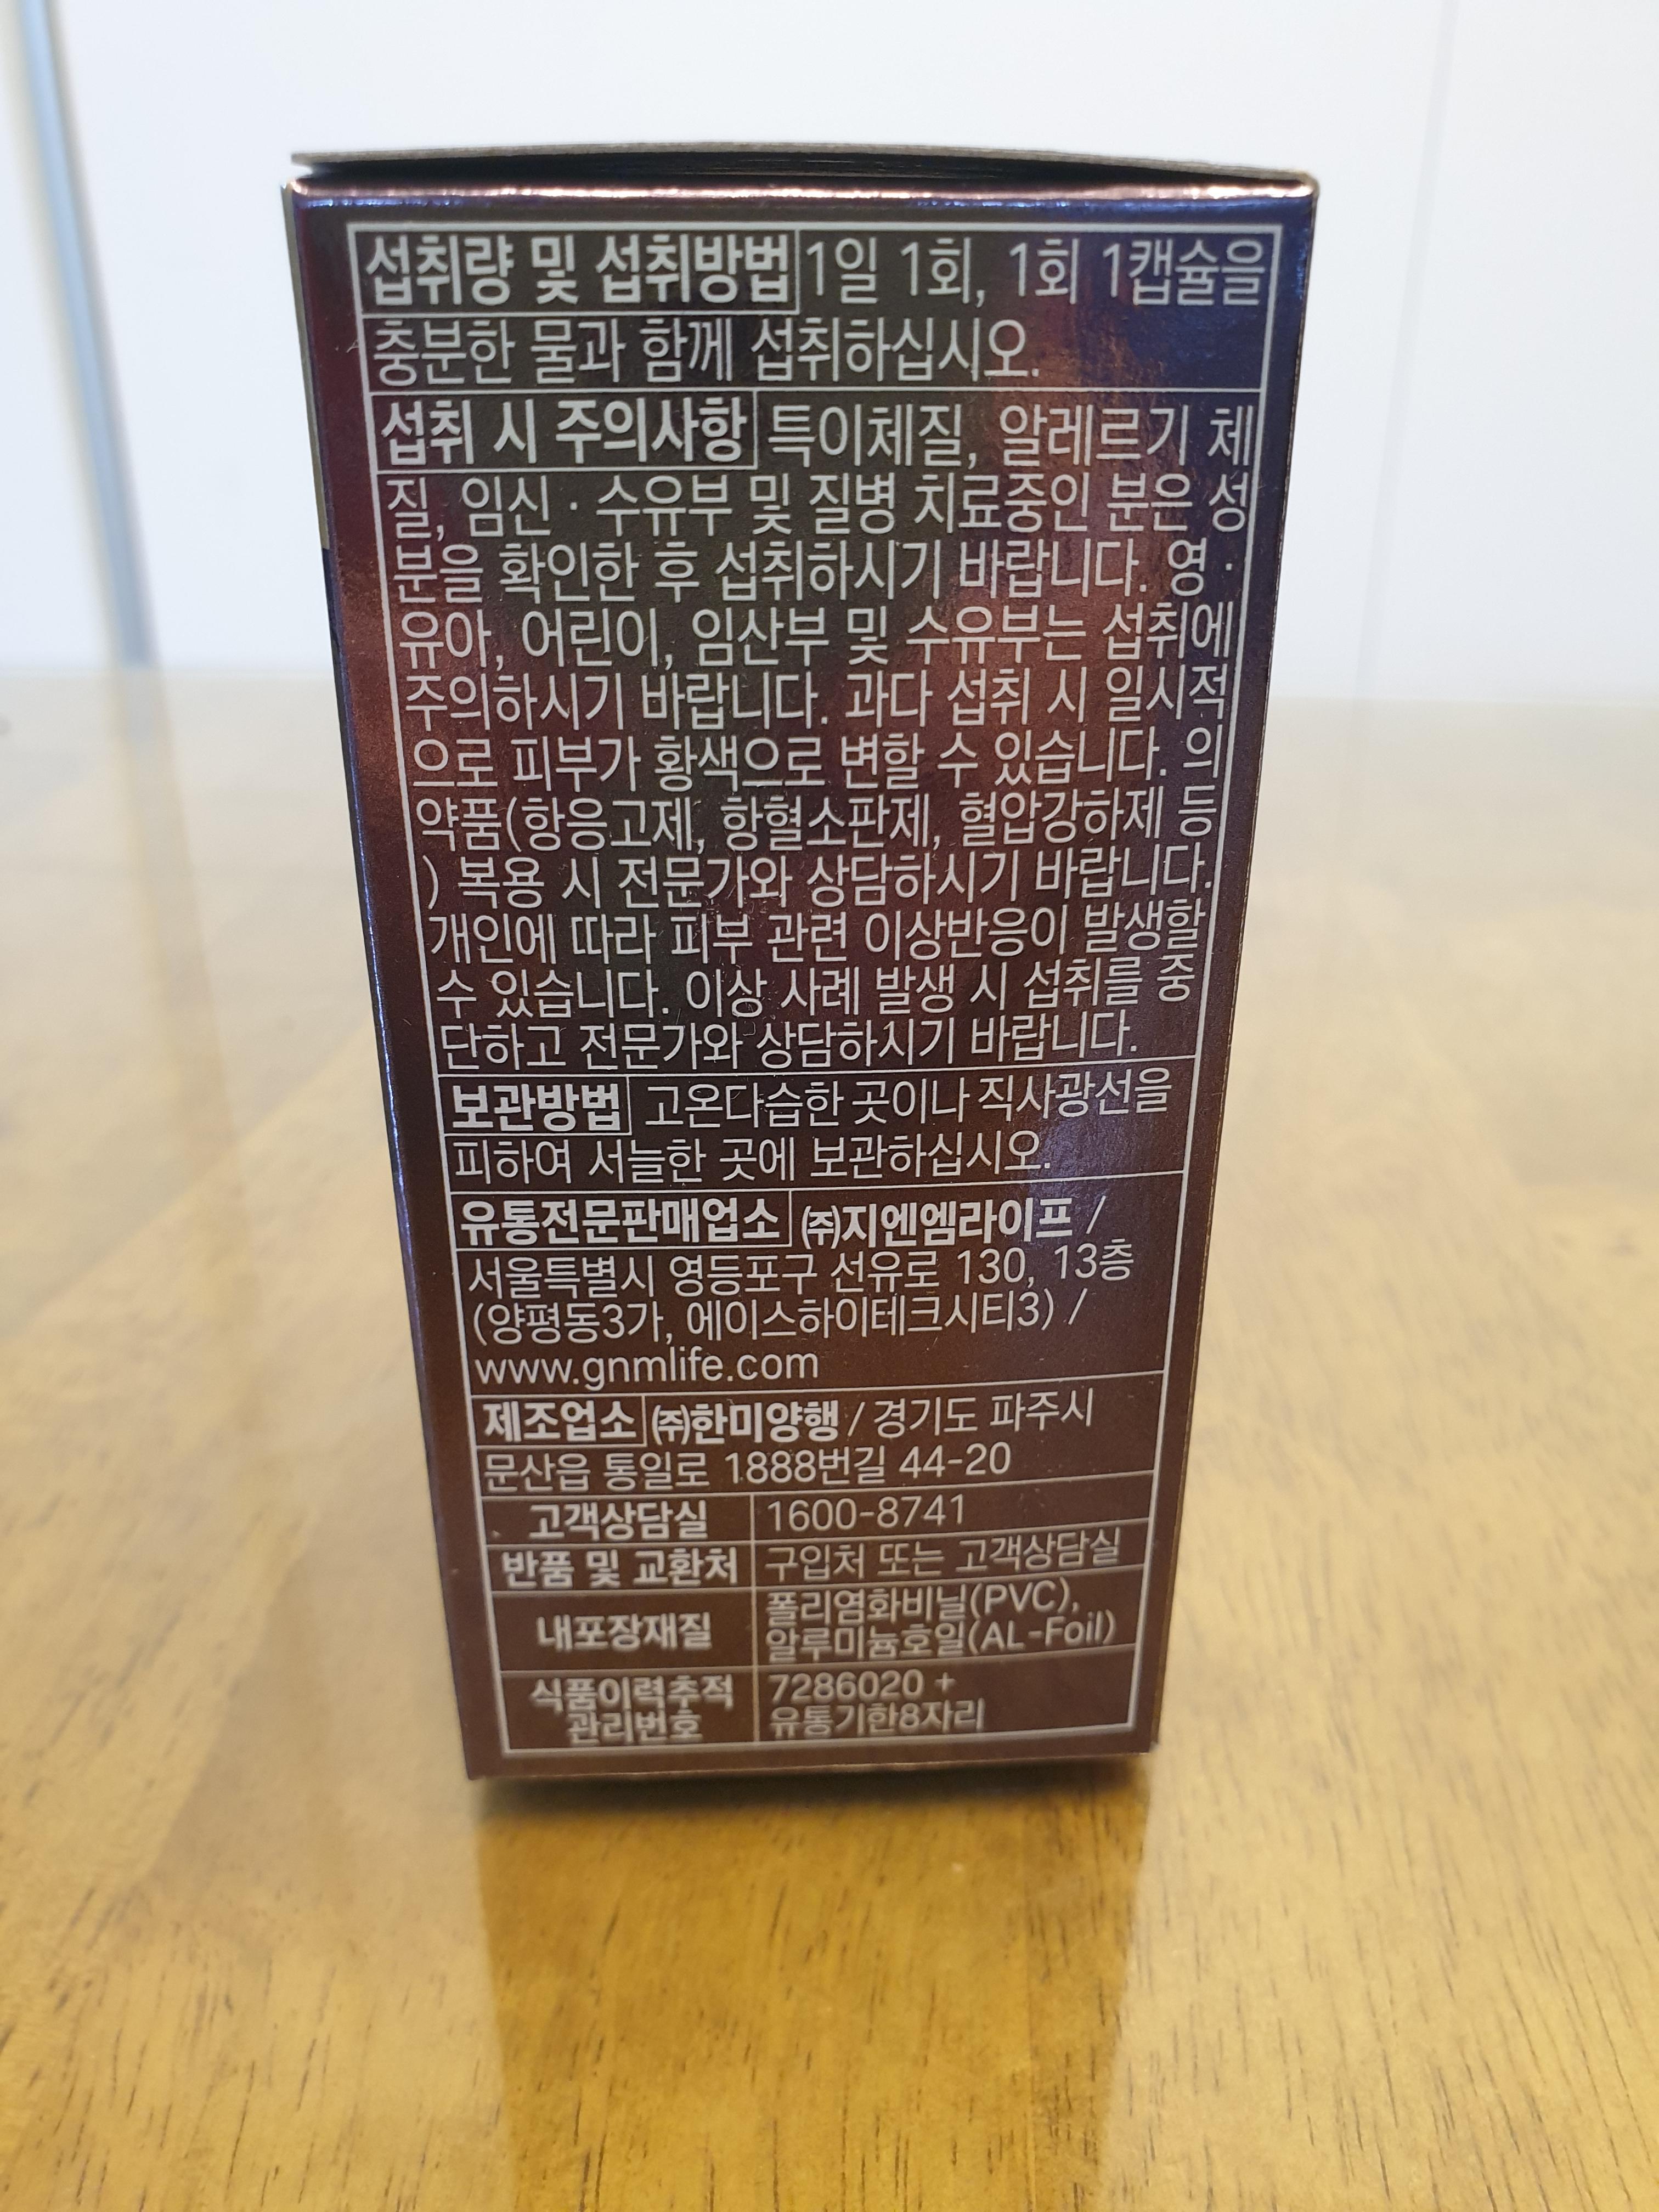 섭취량 및 섭취방법 1일 1회, 1회 1캡슐을
충분한 물과 함께 섭취하십시오.
섭취 시 주의사항 특이체질, 알레르기 체
질, 임신 · 수유부 및 질병 치료중인 분은 성
분을 확인한 후 섭취하시기 바랍니다. 영 ·
유아, 어린이, 임산부 및 수유부는 섭취에
주의하시기 바랍니다. 과다 섭취 시 일시적
으로 피부가 황색으로 변할 수 있습니다. 의
약품(항응고제, 항혈소판제, 혈압강하제 등
) 복용 시 전문가와 상담하시기 바랍니다.
개인에 따라 피부 관련 이상반응이 발생할
수 있습니다. 이상 사례 발생 시 섭취를 중
단하고 전문가와 상담하시기 바랍니다.
보관방법 고온다습한 곳이나 직사광선을
피하여 서늘한 곳에 보관하십시오.
유통전문판매업소 ㈜지엔엠라이프 /
서울특별시 영등포구 선유로 130, 13층
(양평동3가, 에이스하이테크시티3) /
www.gnmlife.com
제조업소 ㈜한미양행 / 경기도 파주시
문산읍 통일로 1888번길 44-20
고객상담실 1600-8741
반품 및 교환처 구입처 또는 고객상담실
내포장재질 폴리염화비닐(PVC),
알루미늄호일(AL-Foil)
식품이력추적 7286020 +
관리번호 유통기한8자리